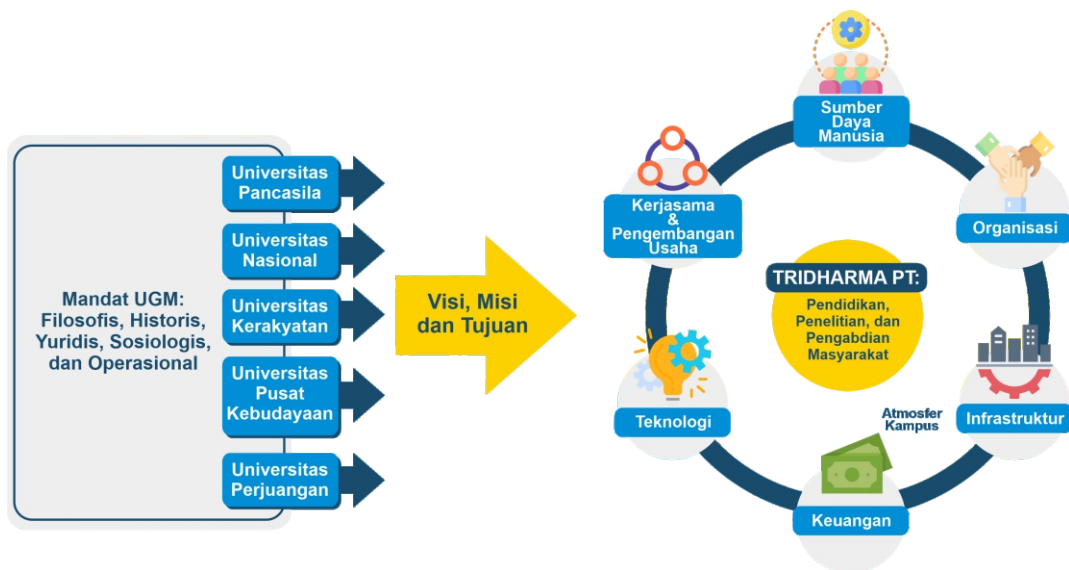 Mandat UGM:
Filosofis, Historis,
Yuridis, Sosiologis,
dan Operasional
Universitas
Pancasila
Universitas
Nasional
Universitas
Kerakyatan
Universitas
Pusat
Kebudayaan
Universitas
Perjuangan
Visi, Misi
dan Tujuan
Sumber
Daya
Manusia
Organisasi
Infrastruktur
Keuangan
Teknologi
Kerjasama
&
Pengembangan
Usaha
TRIDHARMA PT:
Pendidikan,
Penelitian, dan
Pengabdian
Masyarakat
Atmosfer
Kampus